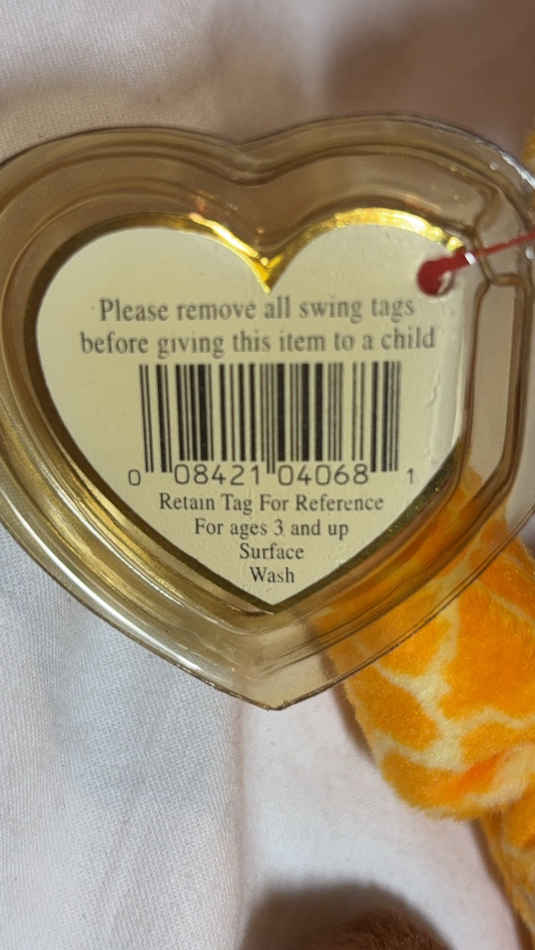 Please remove all swing tags
before giving this item to a child
0 08421 04068 1
Retain Tag For Reference
For ages 3 and up
Surface
Wash